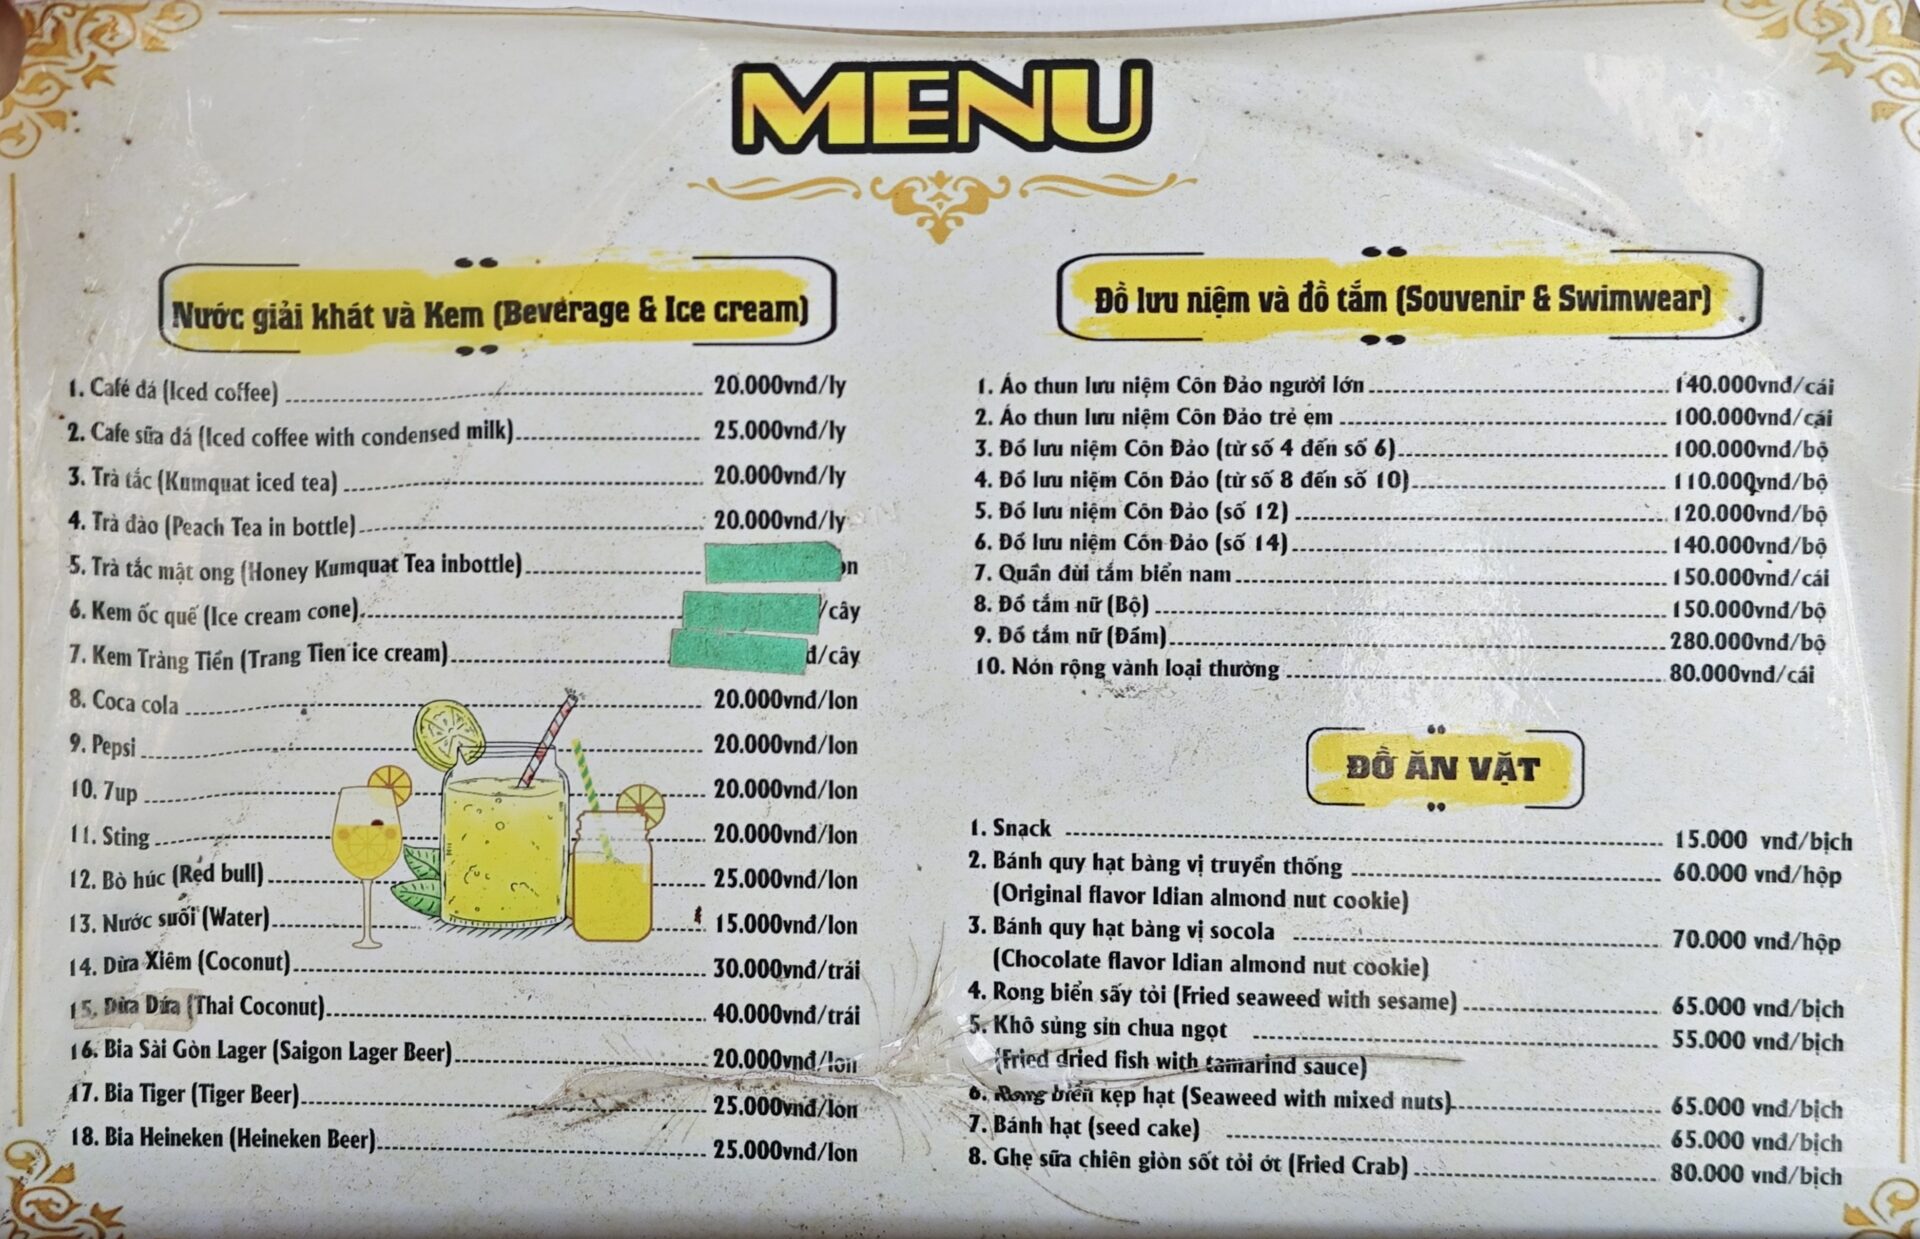 MENU
Nước giải khát và Kem (Beverage & Ice cream)
1. Café đá (Iced coffee) 20.000vnđ/ly
2. Cafe sữa đá (Iced coffee with condensed milk) 25.000vnđ/ly
3. Trà tắc (Kumquat iced tea) 20.000vnđ/ly
4. Trà đào (Peach Tea in bottle) 20.000vnđ/ly
5. Trà tắc mật ong (Honey Kumquat Tea inbottle)
6. Kem ốc quế (Ice cream cone) /cây
7. Kem Tràng Tiền (Trang Tien ice cream) đ/cây
8. Coca cola 20.000vnđ/lon
9. Pepsi 20.000vnđ/lon
10. 7up 20.000vnđ/lon
11. Sting 20.000vnđ/lon
12. Bò húc (Red bull) 25.000vnđ/lon
13. Nước suối (Water) 15.000vnđ/lon
14. Dừa Xiêm (Coconut) 30.000vnđ/trái
15. Dừa Dứa (Thai Coconut) 40.000vnđ/trái
16. Bia Sài Gòn Lager (Saigon Lager Beer) 20.000vnđ/lon
17. Bia Tiger (Tiger Beer) 25.000vnđ/lon
18. Bia Heineken (Heineken Beer) 25.000vnđ/lon
Đồ lưu niệm và đồ tắm (Souvenir & Swimwear)
1. Áo thun lưu niệm Côn Đảo người lớn 140.000vnđ/cái
2. Áo thun lưu niệm Côn Đảo trẻ em 100.000vnđ/cái
3. Đồ lưu niệm Côn Đảo (từ số 4 đến số 6) 100.000vnđ/bộ
4. Đồ lưu niệm Côn Đảo (từ số 8 đến số 10) 110.000vnđ/bộ
5. Đồ lưu niệm Côn Đảo (số 12) 120.000vnđ/bộ
6. Đồ lưu niệm Côn Đảo (số 14) 140.000vnđ/bộ
7. Quần đùi tắm biển nam 150.000vnđ/cái
8. Đồ tắm nữ (Bộ) 150.000vnđ/bộ
9. Đồ tắm nữ (Đầm) 280.000vnđ/bộ
10. Nón rộng vành loại thường 80.000vnđ/cái
ĐỒ ĂN VẶT
1. Snack 15.000 vnđ/bịch
2. Bánh quy hạt bàng vị truyền thống 60.000 vnđ/hộp
(Original flavor Idian almond nut cookie)
3. Bánh quy hạt bàng vị socola 70.000 vnđ/hộp
(Chocolate flavor Idian almond nut cookie)
4. Rong biển sấy tỏi (Fried seaweed with sesame) 65.000 vnđ/bịch
5. Khô sủng sỉn chua ngọt 55.000 vnđ/bịch
(Fried dried fish with tamarind sauce)
6. Rong biển kẹp hạt (Seaweed with mixed nuts) 65.000 vnđ/bịch
7. Bánh hạt (seed cake) 65.000 vnđ/bịch
8. Ghẹ sữa chiên giòn sốt tỏi ớt (Fried Crab) 80.000 vnđ/bịch